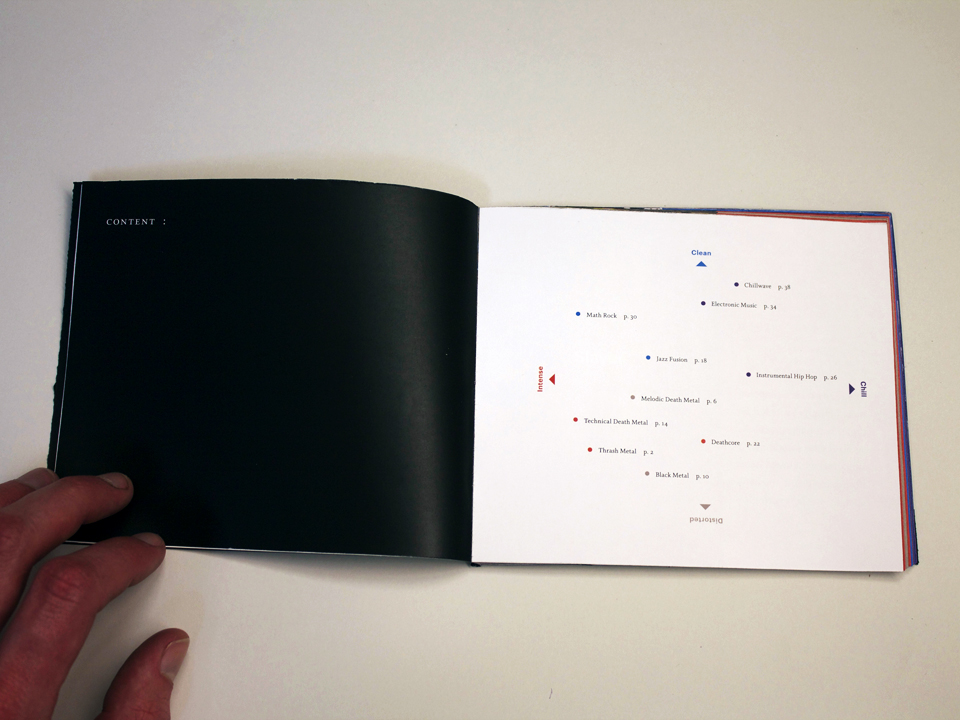 CONTENT :
Clean
Chillwave p. 38
Electronic Music p. 34
Math Rock p. 30
Jazz Fusion p. 18
Intense
Instrumental Hip Hop p. 26
Chill
Melodic Death Metal p. 6
Technical Death Metal p. 14
Deathcore p. 22
Thrash Metal p. 2
Black Metal p. 10
Distorted